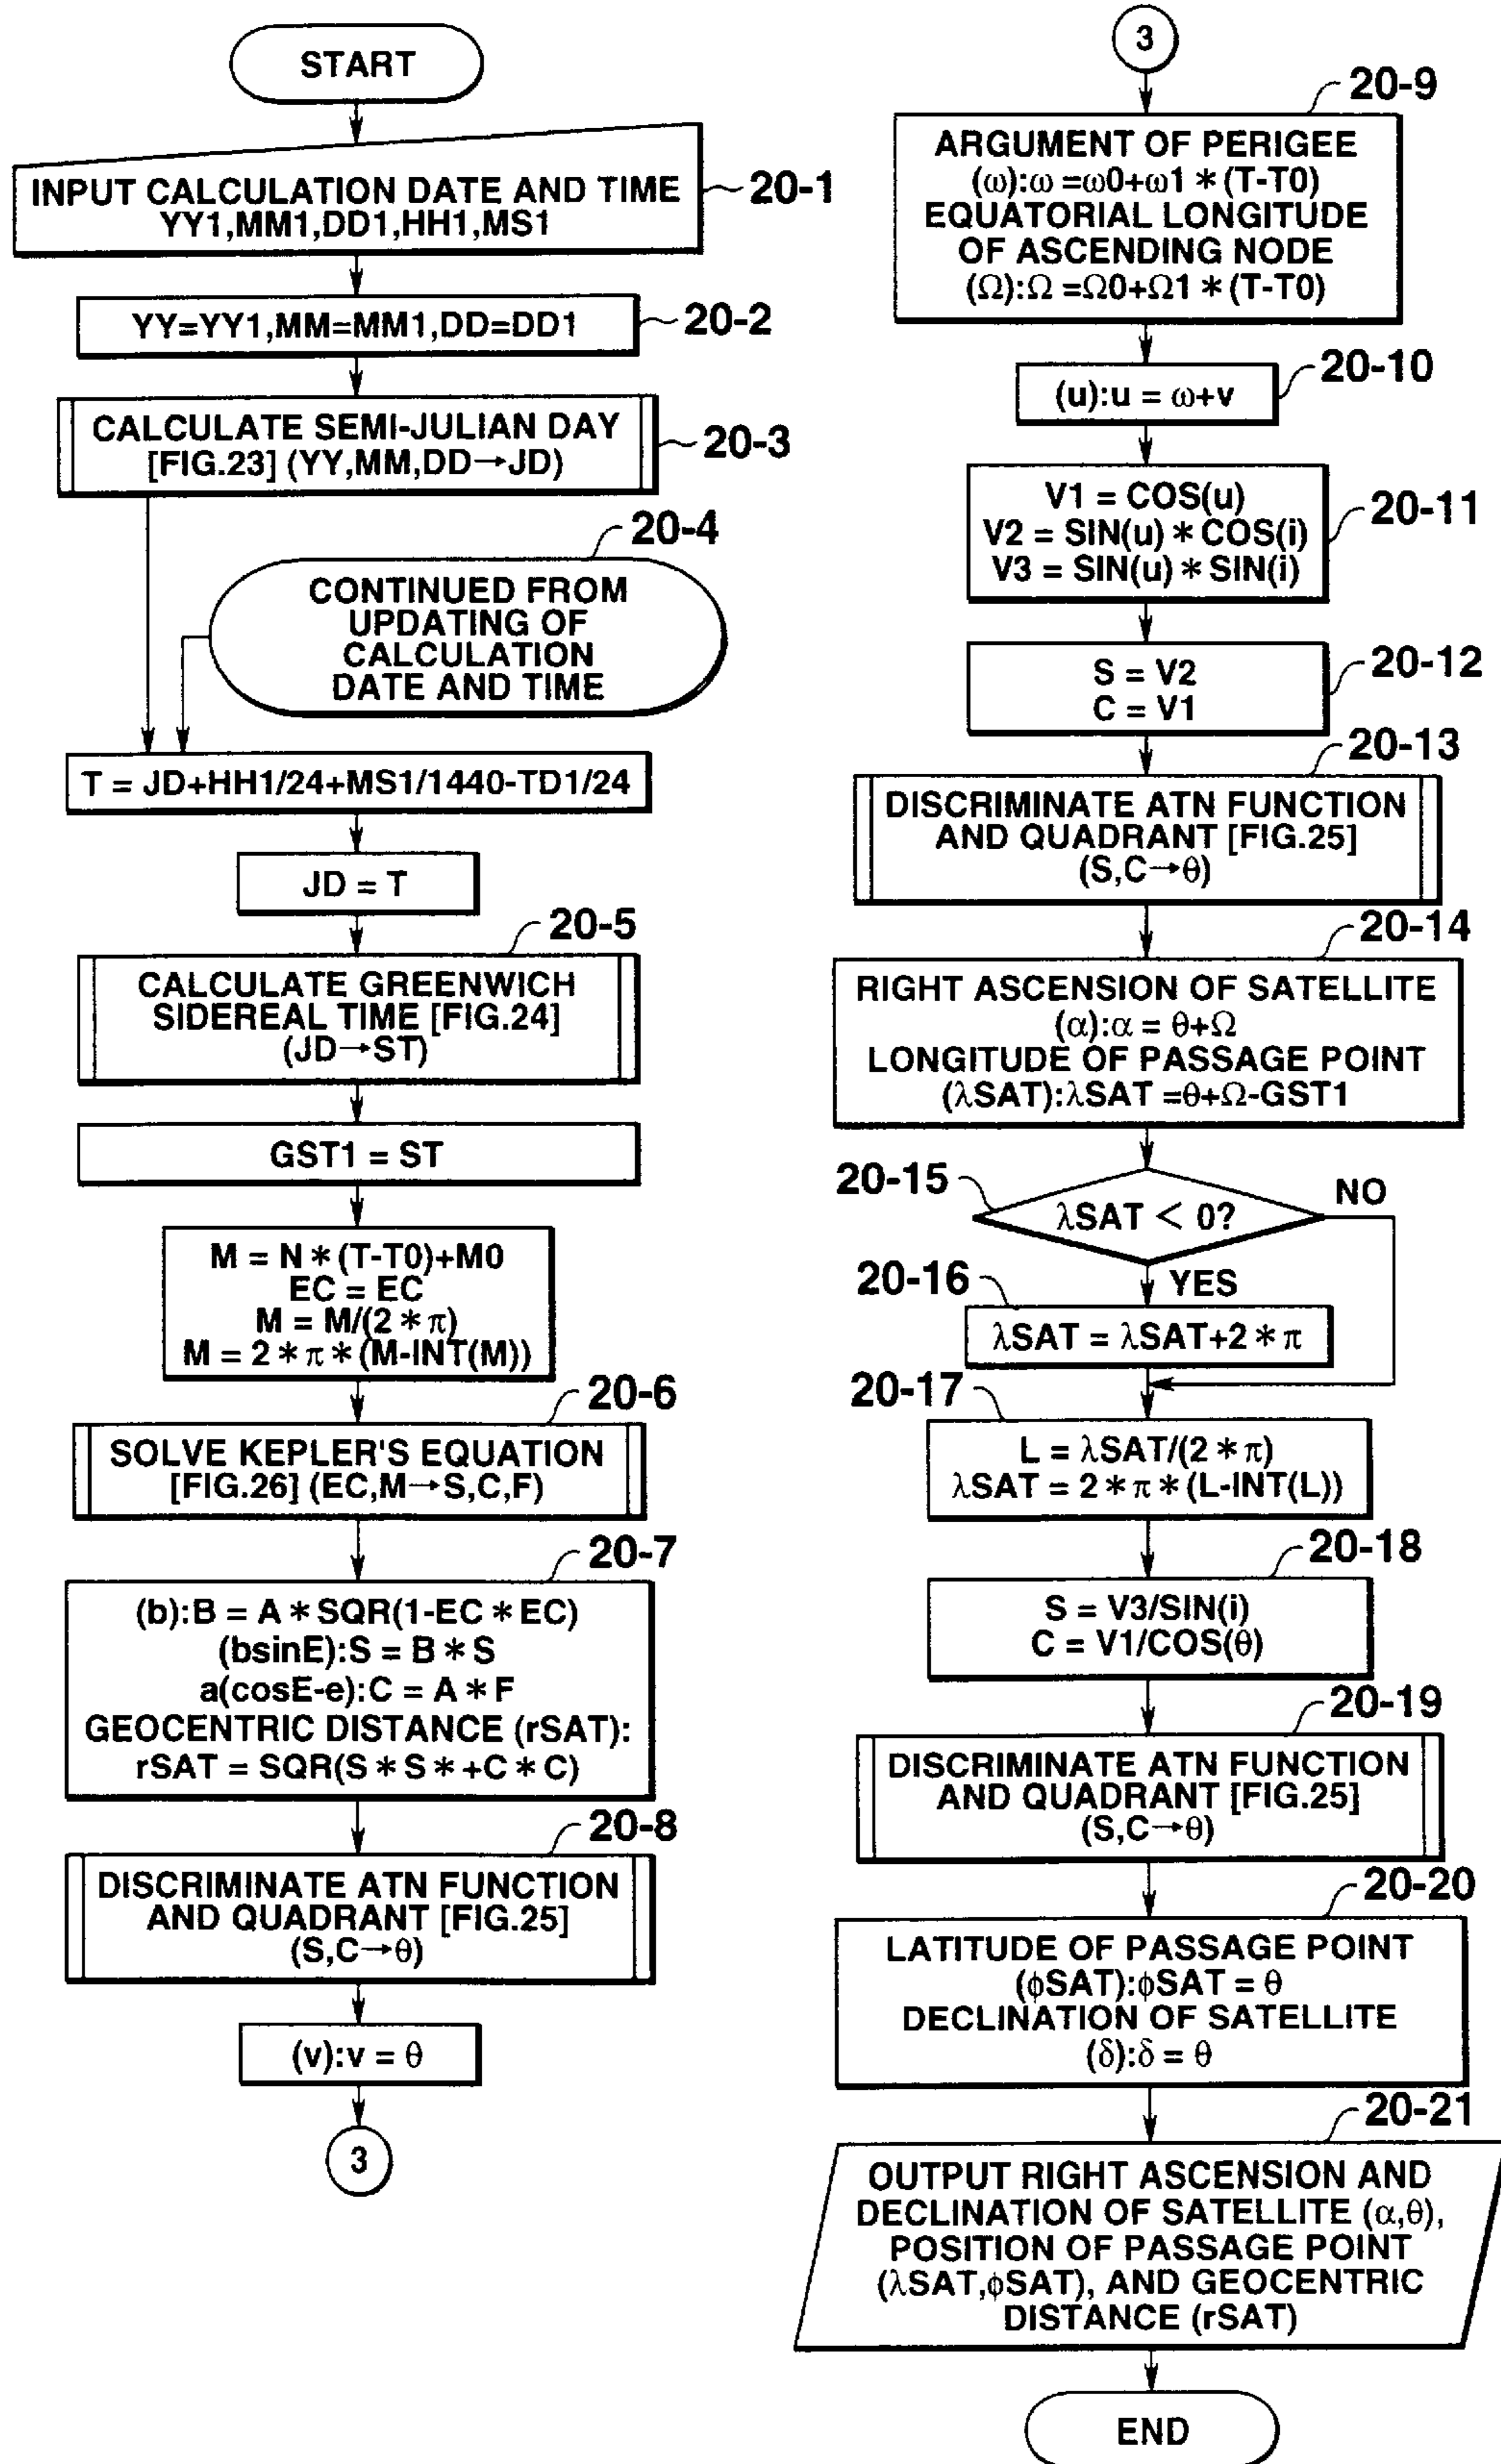 START
INPUT CALCULATION DATE AND TIME
YY1,MM1,DD1,HH1,MS1
20-1
YY=YY1,MM=MM1,DD=DD1
20-2
CALCULATE SEMI-JULIAN DAY
[FIG.23] (YY,MM,DD→JD)
20-3
20-4
CONTINUED FROM
UPDATING OF
CALCULATION
DATE AND TIME
T = JD+HH1/24+MS1/1440-TD1/24
JD = T
20-5
CALCULATE GREENWICH
SIDEREAL TIME [FIG.24]
(JD→ST)
GST1 = ST
M = N * (T-T0)+M0
EC = EC
M = M/(2 * π)
M = 2 * π * (M-INT(M))
20-6
SOLVE KEPLER'S EQUATION
[FIG.26] (EC,M→S,C,F)
20-7
(b):B = A * SQR(1-EC * EC)
(bsinE):S = B * S
a(cosE-e):C = A * F
GEOCENTRIC DISTANCE (rSAT):
rSAT = SQR(S * S * +C * C)
20-8
DISCRIMINATE ATN FUNCTION
AND QUADRANT [FIG.25]
(S,C→θ)
(v):v = θ
3
3
20-9
ARGUMENT OF PERIGEE
(ω):ω =ω0+ω1 * (T-T0)
EQUATORIAL LONGITUDE
OF ASCENDING NODE
(Ω):Ω =Ω0+Ω1 * (T-T0)
20-10
(u):u = ω+v
V1 = COS(u)
V2 = SIN(u) * COS(i)
V3 = SIN(u) * SIN(i)
20-11
S = V2
C = V1
20-12
20-13
DISCRIMINATE ATN FUNCTION
AND QUADRANT [FIG.25]
(S,C→θ)
20-14
RIGHT ASCENSION OF SATELLITE
(α):α = θ+Ω
LONGITUDE OF PASSAGE POINT
(λSAT):λSAT =θ+Ω-GST1
20-15
λSAT < 0?
NO
YES
20-16
λSAT = λSAT+2 * π
20-17
L = λSAT/(2 * π)
λSAT = 2 * π * (L-INT(L))
20-18
S = V3/SIN(i)
C = V1/COS(θ)
20-19
DISCRIMINATE ATN FUNCTION
AND QUADRANT [FIG.25]
(S,C→θ)
20-20
LATITUDE OF PASSAGE POINT
(ϕSAT):ϕSAT = θ
DECLINATION OF SATELLITE
(δ):δ = θ
20-21
OUTPUT RIGHT ASCENSION AND
DECLINATION OF SATELLITE (α,θ),
POSITION OF PASSAGE POINT
(λSAT,ϕSAT), AND GEOCENTRIC
DISTANCE (rSAT)
END